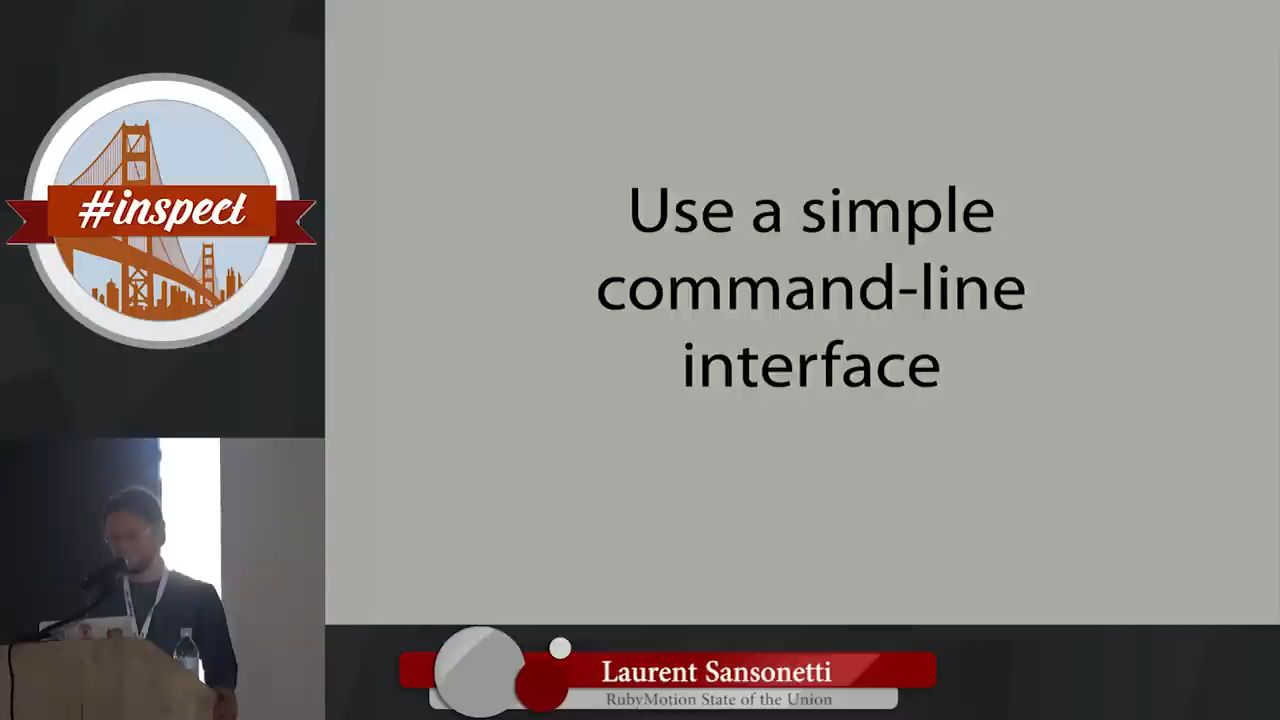 #inspect
Use a simple
command-line
interface
Laurent Sansonetti
RubyMotion State of the Union